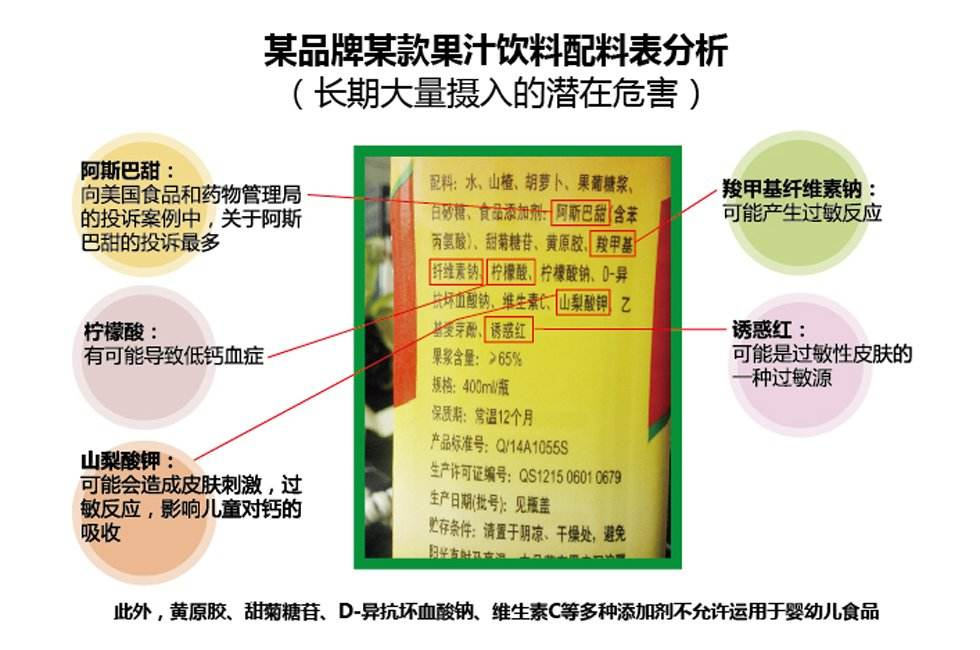 某品牌某款果汁饮料配料表分析
（长期大量摄入的潜在危害）
阿斯巴甜：
向美国食品和药物管理局
的投诉案例中，关于阿斯
巴甜的投诉最多
柠檬酸：
有可能导致低钙血症
山梨酸钾：
可能会造成皮肤刺激，过
敏反应，影响儿童对钙的
吸收
配料：水、山楂、胡萝卜、果葡糖浆、
白砂糖、食品添加剂：阿斯巴甜(含苯
丙氨酸)、甜菊糖苷、黄原胶、羧甲基
纤维素钠、柠檬酸、柠檬酸钠、D-异
抗坏血酸钠、维生素C、山梨酸钾、乙
基麦芽酚、诱惑红
果浆含量：≥65%
规格：400ml/瓶
保质期：常温12个月
产品标准号：Q/14A1055S
生产许可证编号：QS1215 0601 0679
生产日期(批号)：见瓶盖
贮存条件：请置于阴凉、干燥处，避免
羧甲基纤维素钠：
可能产生过敏反应
诱惑红：
可能是过敏性皮肤的
一种过敏源
此外，黄原胶、甜菊糖苷、D-异抗坏血酸钠、维生素C等多种添加剂不允许运用于婴幼儿食品